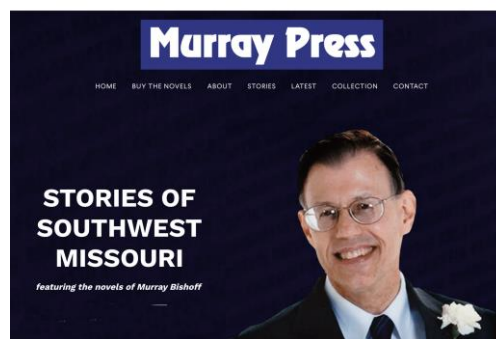 Murray Press
HOME BUY THE NOVELS ABOUT STORIES LATEST COLLECTION CONTACT
STORIES OF
SOUTHWEST
MISSOURI
featuring the novels of Murray Bishoff